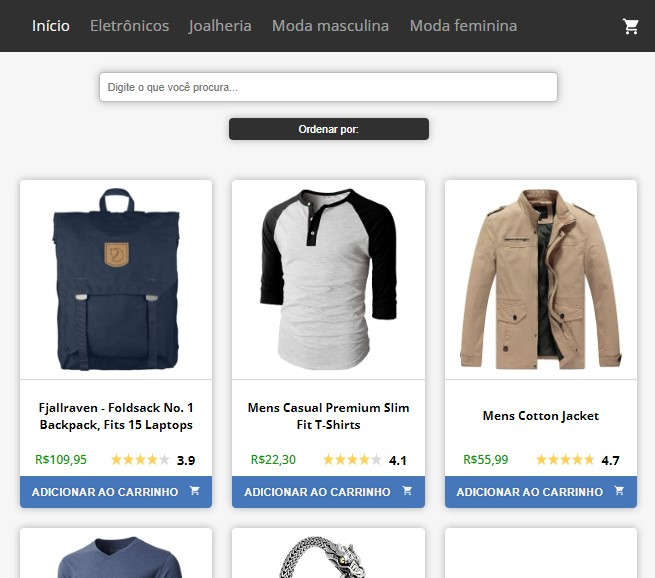 Início Eletrônicos Joalheria Moda masculina Moda feminina
Digite o que você procura...
Ordenar por:
Fjallraven - Foldsack No. 1
Backpack, Fits 15 Laptops
R$109,95 3.9
ADICIONAR AO CARRINHO
Mens Casual Premium Slim
Fit T-Shirts
R$22,30 4.1
ADICIONAR AO CARRINHO
Mens Cotton Jacket
R$55,99 4.7
ADICIONAR AO CARRINHO